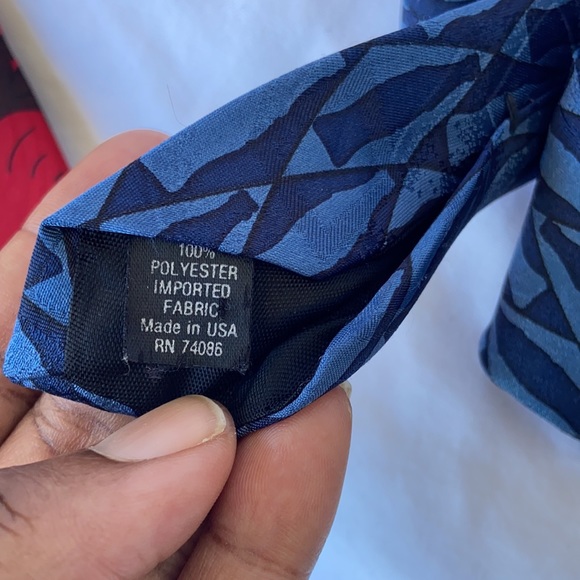 100%
POLYESTER
IMPORTED
FABRIC
Made in USA
RN 74086